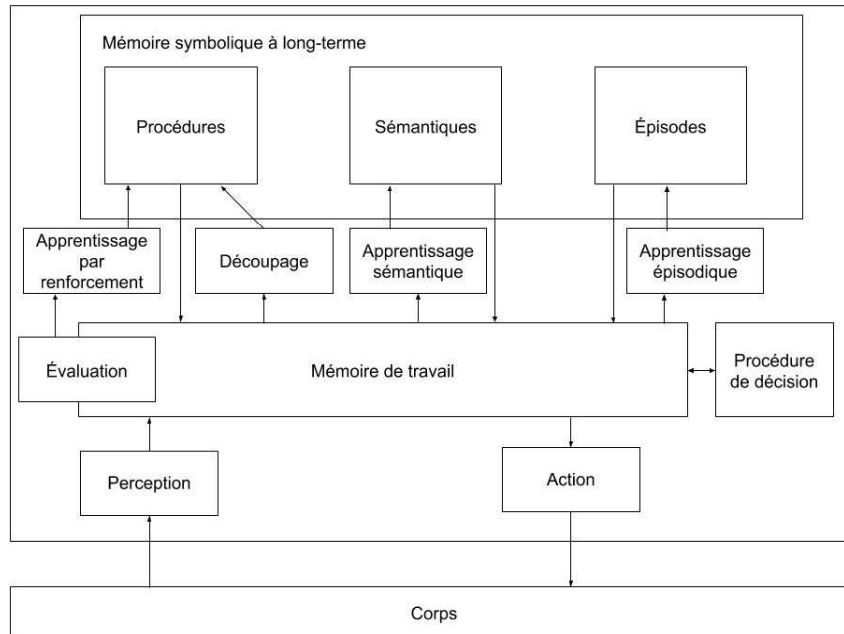 Mémoire symbolique à long-terme
Procédures
Sémantiques
Épisodes
Apprentissage
par
renforcement
Découpage
Apprentissage
sémantique
Apprentissage
épisodique
Évaluation
Mémoire de travail
Procédure
de décision
Perception
Action
Corps